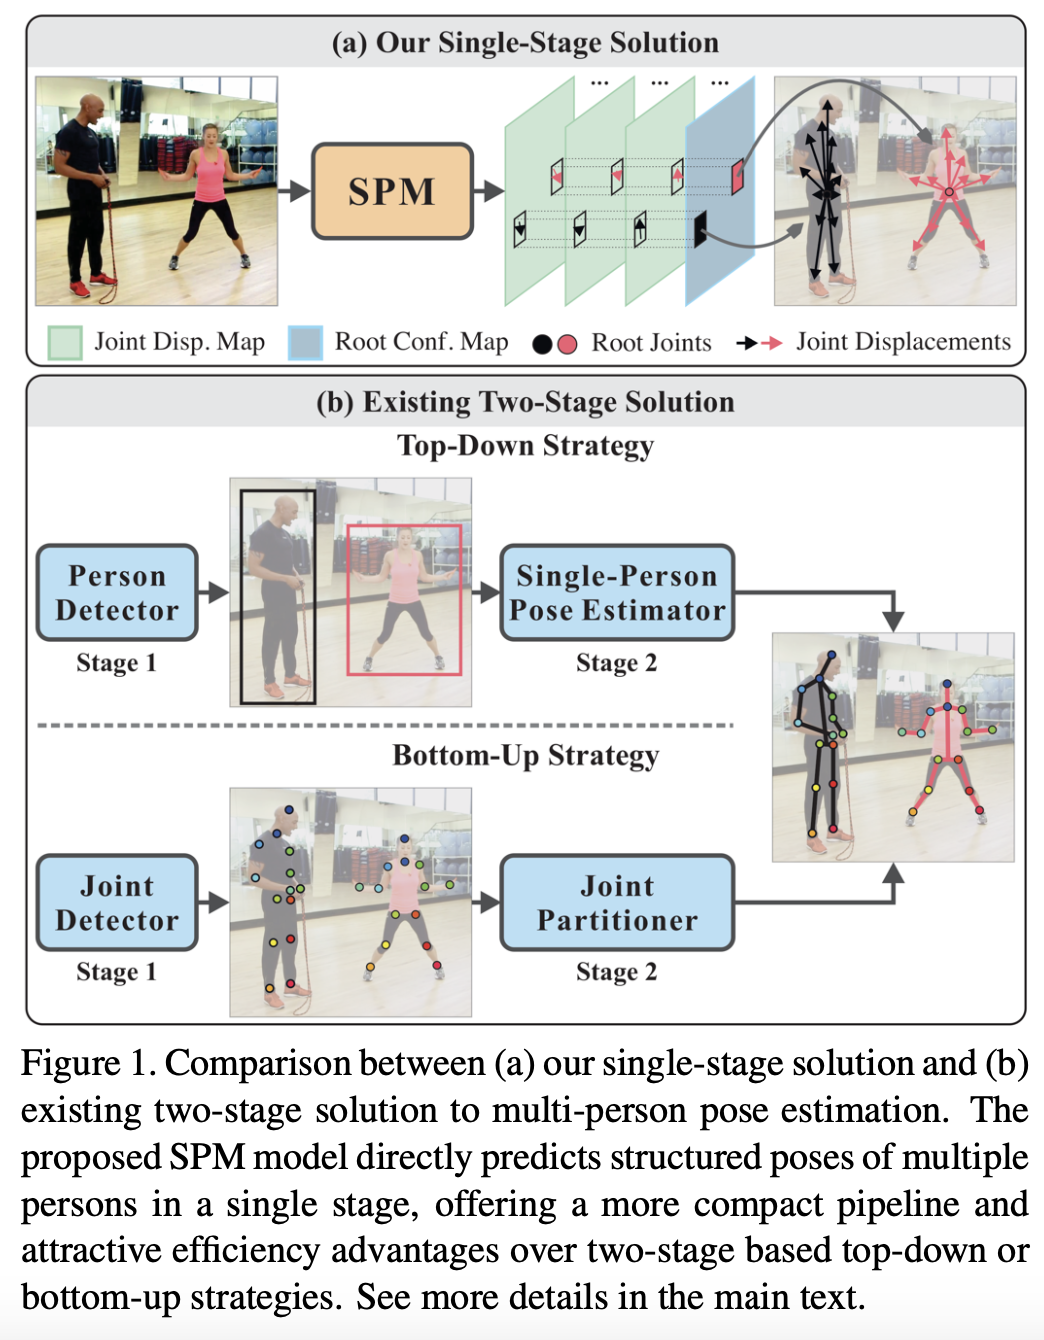 (a) Our Single-Stage Solution
SPM
...
...
...
Joint Disp. Map
Root Conf. Map
Root Joints
Joint Displacements
(b) Existing Two-Stage Solution
Top-Down Strategy
Person
Detector
Stage 1
Single-Person
Pose Estimator
Stage 2
Bottom-Up Strategy
Joint
Detector
Stage 1
Joint
Partitioner
Stage 2
Figure 1. Comparison between (a) our single-stage solution and (b)
existing two-stage solution to multi-person pose estimation. The
proposed SPM model directly predicts structured poses of multiple
persons in a single stage, offering a more compact pipeline and
attractive efficiency advantages over two-stage based top-down or
bottom-up strategies. See more details in the main text.